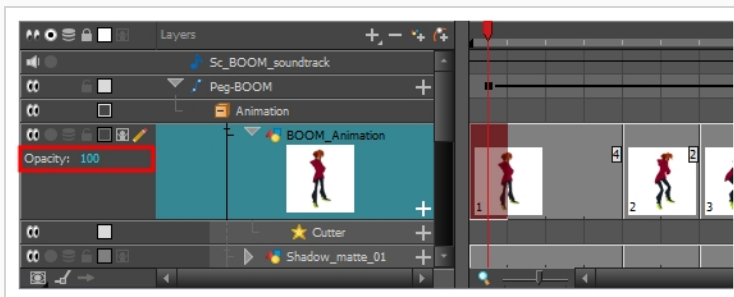 Layers
Sc_BOOM_soundtrack
Peg-BOOM
Animation
BOOM_Animation
Opacity: 100
1 4 2 2 3
Cutter
Shadow_matte_01